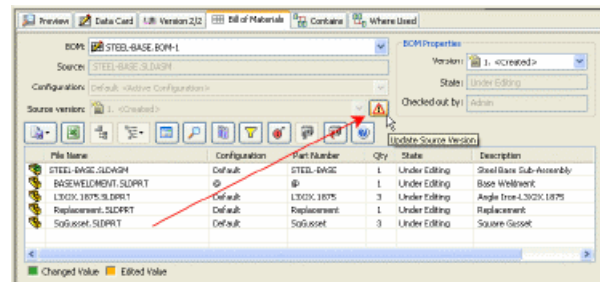 Preview Data Card Version 2/2 Bill of Materials Contains Where Used
BOM: STEEL-BASE.BOM-1
BOM Properties
Source: STEEL-BASE.SLDASM
Version: 1. <Created>
Configuration: Default <Active Configuration>
State: Under Editing
Source version: 1. <Created>
Checked out by: Admin
Update Source Version
File Name Configuration Part Number Qty State Description
STEEL-BASE.SLDASM Default STEEL-BASE 1 Under Editing Steel Base Sub-Assembly
BASEWELDMENT.SLDPRT @ @ 1 Under Editing Base Weldment
L3X2X.1875.SLDPRT Default L3X2X.1875 3 Under Editing Angle Iron-L3X2X.1875
Replacement.SLDPRT Default Replacement 1 Under Editing Replacement
SqGusset.SLDPRT Default SqGusset 3 Under Editing Square Gusset
Changed Value Edited Value